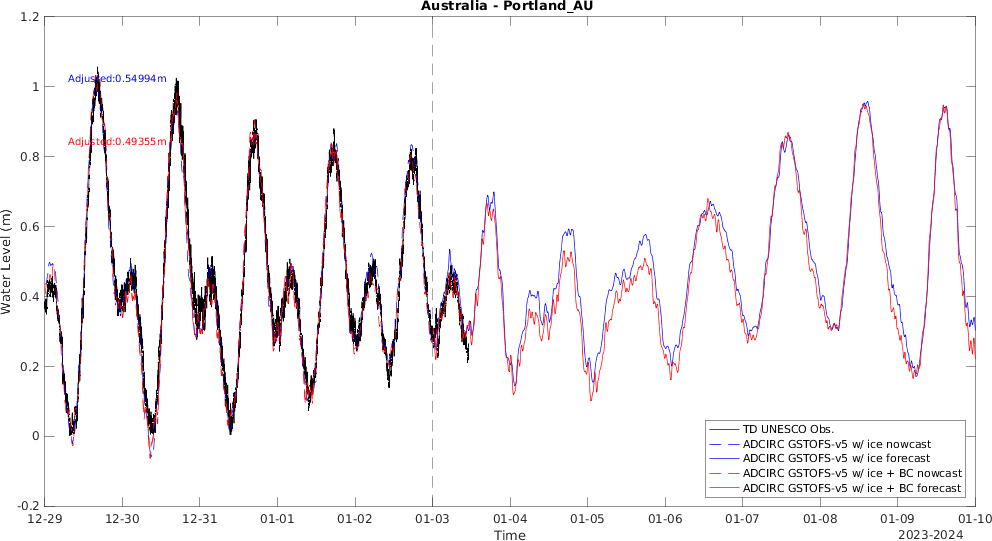 Australia - Portland_AU
Water Level (m)
1.2
1
0.8
0.6
0.4
0.2
0
-0.2
Adjusted:0.54994m
Adjusted:0.49355m
TD UNESCO Obs.
ADCIRC GSTOFS-v5 w/ ice nowcast
ADCIRC GSTOFS-v5 w/ ice forecast
ADCIRC GSTOFS-v5 w/ ice + BC nowcast
ADCIRC GSTOFS-v5 w/ ice + BC forecast
12-29 12-30 12-31 01-01 01-02 01-03 01-04 01-05 01-06 01-07 01-08 01-09 01-10
Time
2023-2024